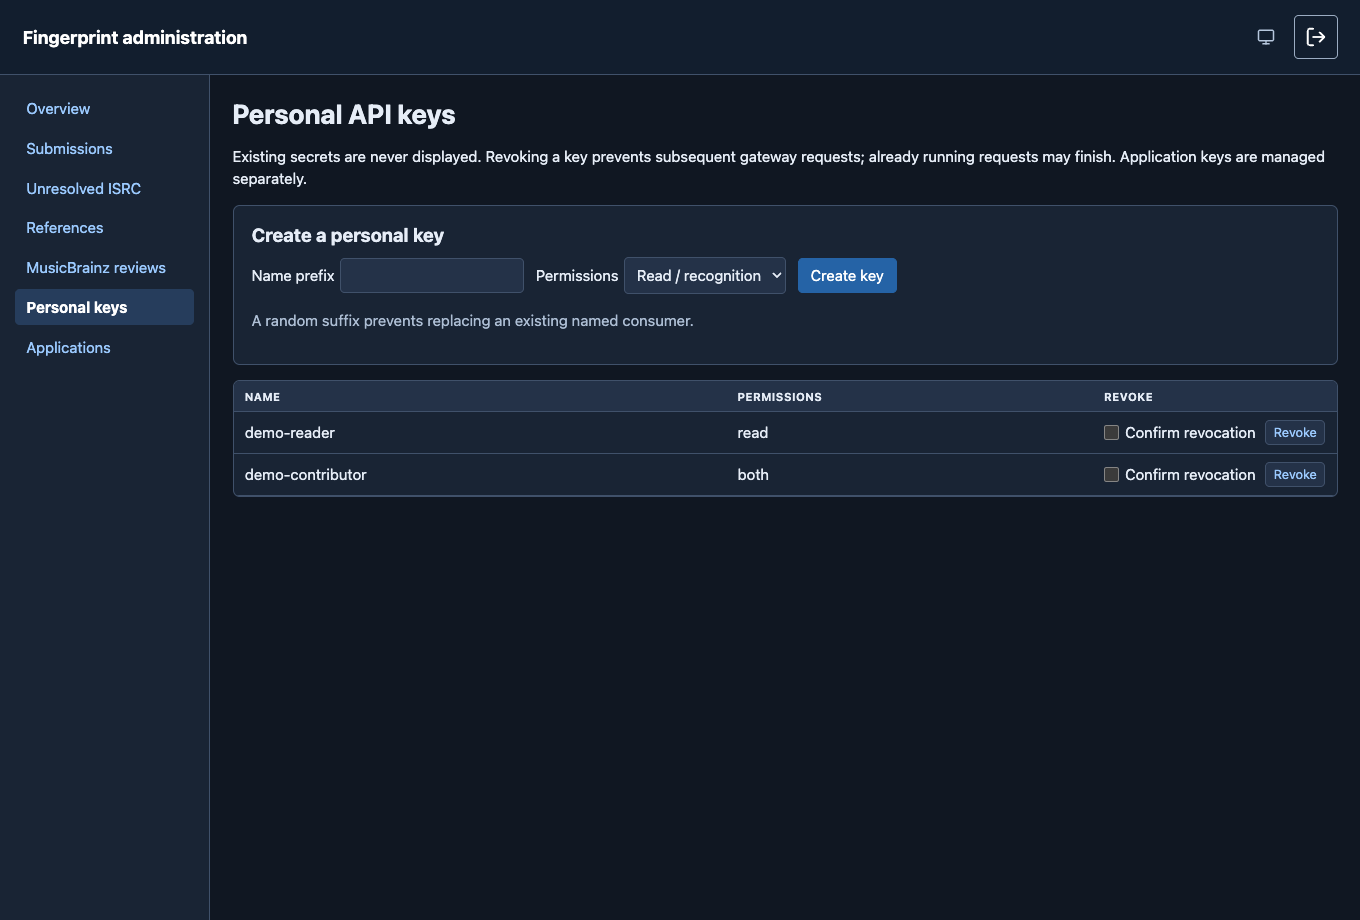 Fingerprint administration
Overview
Submissions
Unresolved ISRC
References
MusicBrainz reviews
Personal keys
Applications
Personal API keys
Existing secrets are never displayed. Revoking a key prevents subsequent gateway requests; already running requests may finish. Application keys are managed
separately.
Create a personal key
Name prefix Permissions Read / recognition Create key
A random suffix prevents replacing an existing named consumer.
NAME PERMISSIONS REVOKE
demo-reader read Confirm revocation Revoke
demo-contributor both Confirm revocation Revoke